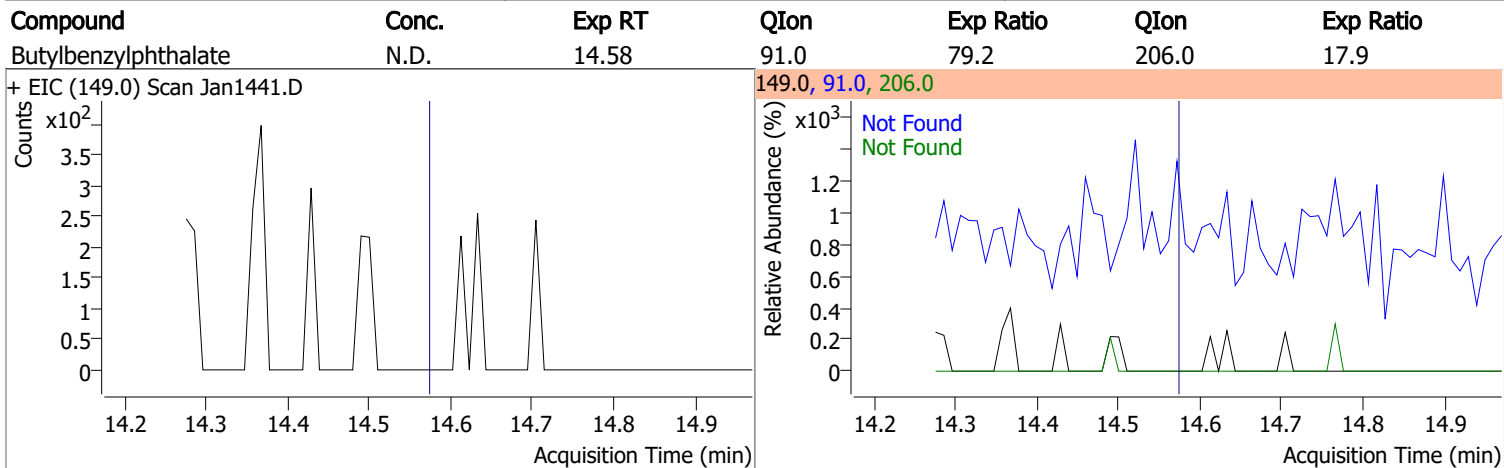 Compound Conc. Exp RT QIon Exp Ratio QIon Exp Ratio
Butylbenzylphthalate N.D. 14.58 91.0 79.2 206.0 17.9
+ EIC (149.0) Scan Jan1441.D
Counts
x10²
3.5
3
2.5
2
1.5
1
0.5
0
14.2 14.3 14.4 14.5 14.6 14.7 14.8 14.9
Acquisition Time (min)
149.0, 91.0, 206.0
Relative Abundance (%)
x10³
Not Found
Not Found
1.2
1
0.8
0.6
0.4
0.2
0
14.2 14.3 14.4 14.5 14.6 14.7 14.8 14.9
Acquisition Time (min)